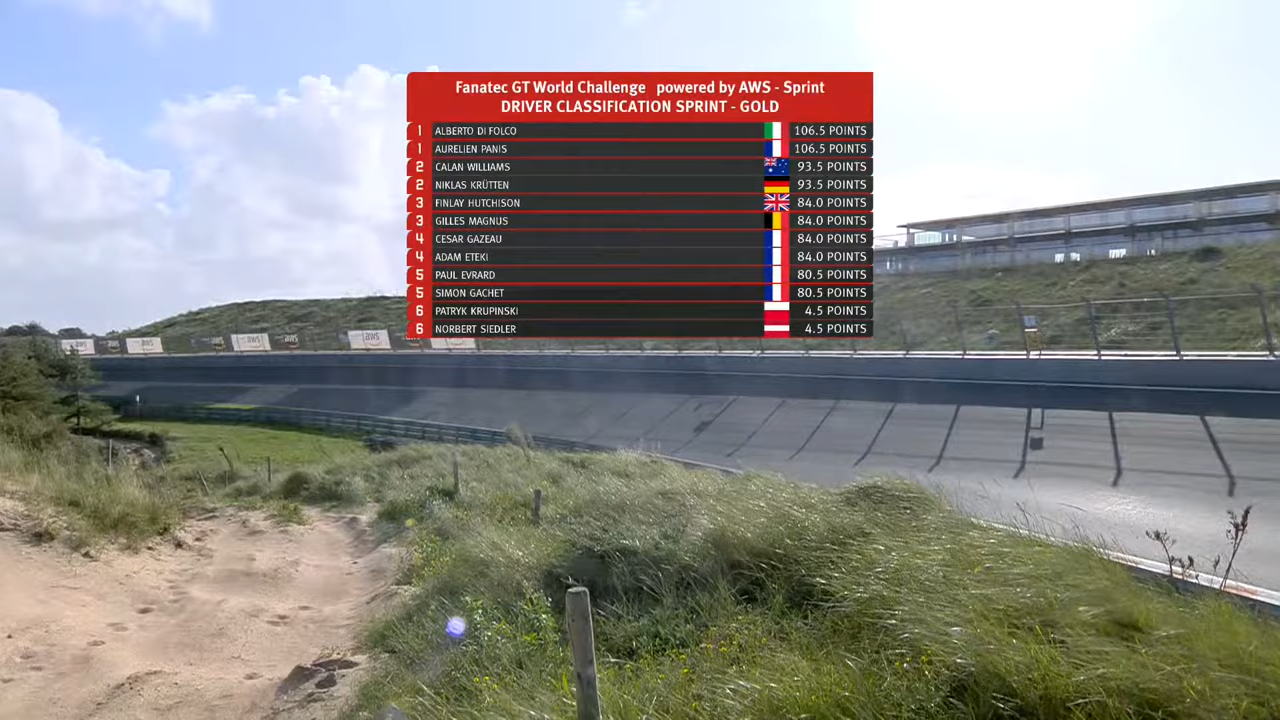 Fanatec GT World Challenge powered by AWS - Sprint
DRIVER CLASSIFICATION SPRINT - GOLD
1 ALBERTO DI FOLCO 106.5 POINTS
1 AURELIEN PANIS 106.5 POINTS
2 CALAN WILLIAMS 93.5 POINTS
2 NIKLAS KRÜTTEN 93.5 POINTS
3 FINLAY HUTCHISON 84.0 POINTS
3 GILLES MAGNUS 84.0 POINTS
4 CESAR GAZEAU 84.0 POINTS
4 ADAM ETEKI 84.0 POINTS
5 PAUL EVRARD 80.5 POINTS
5 SIMON GACHET 80.5 POINTS
6 PATRYK KRUPINSKI 4.5 POINTS
6 NORBERT SIEDLER 4.5 POINTS
aws
aws
aws